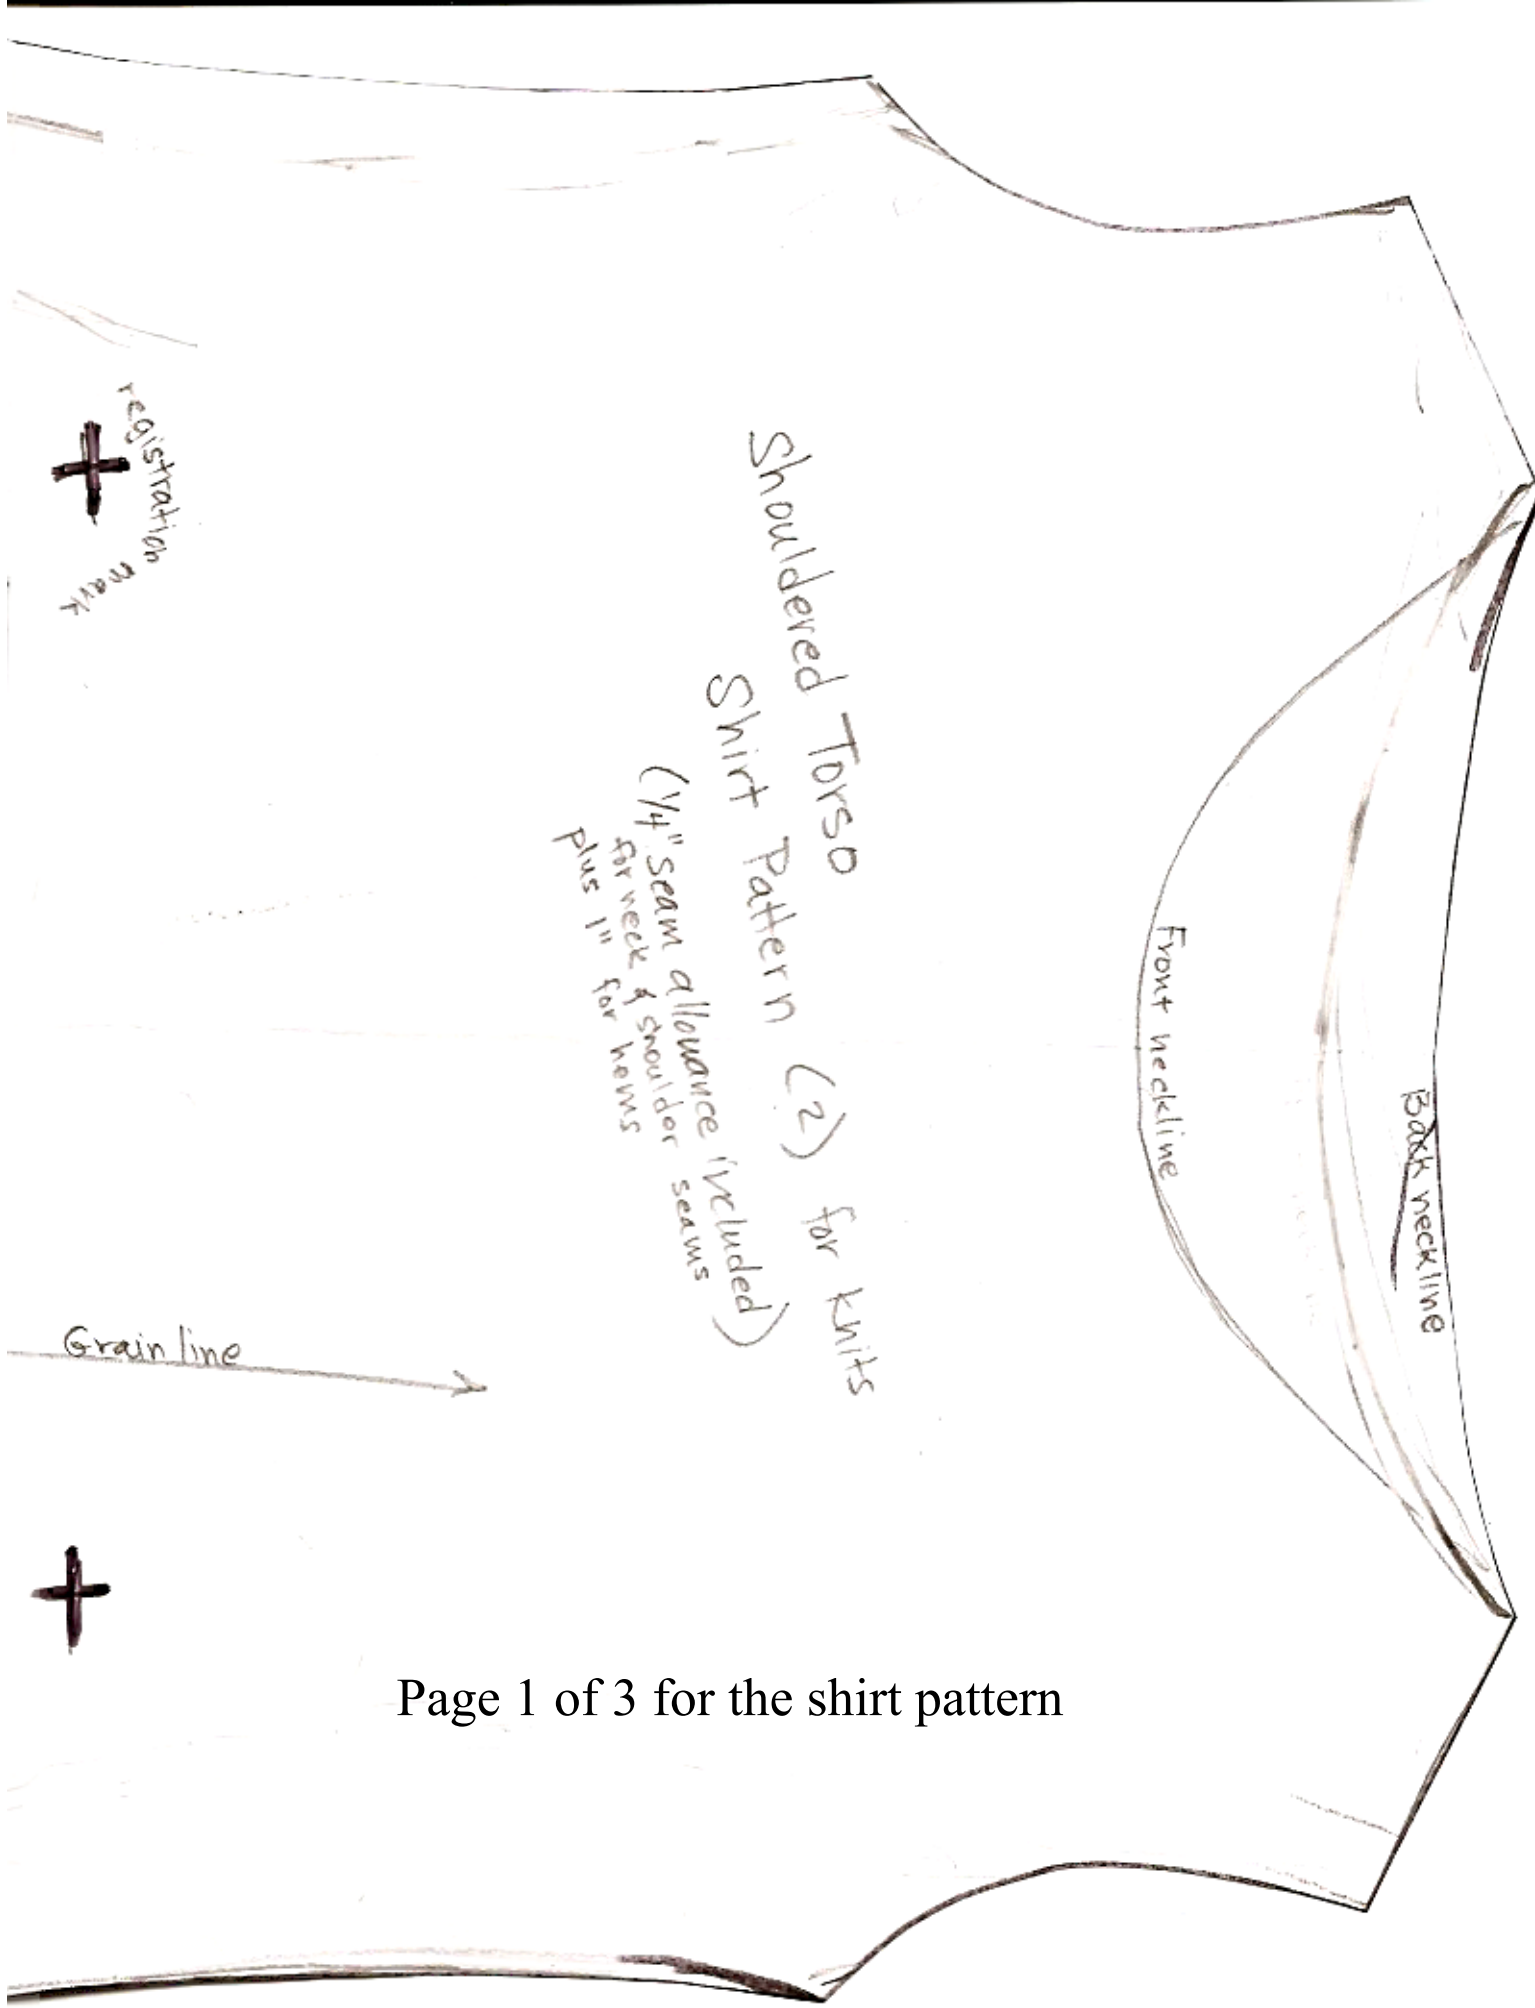 Shouldered Torso
Shirt Pattern (2) for knits
(1/4" seam allowance included)
for neck & shoulder seams
plus 1" for hems
Front neckline
Back neckline
registration mark
Grain line
Page 1 of 3 for the shirt pattern